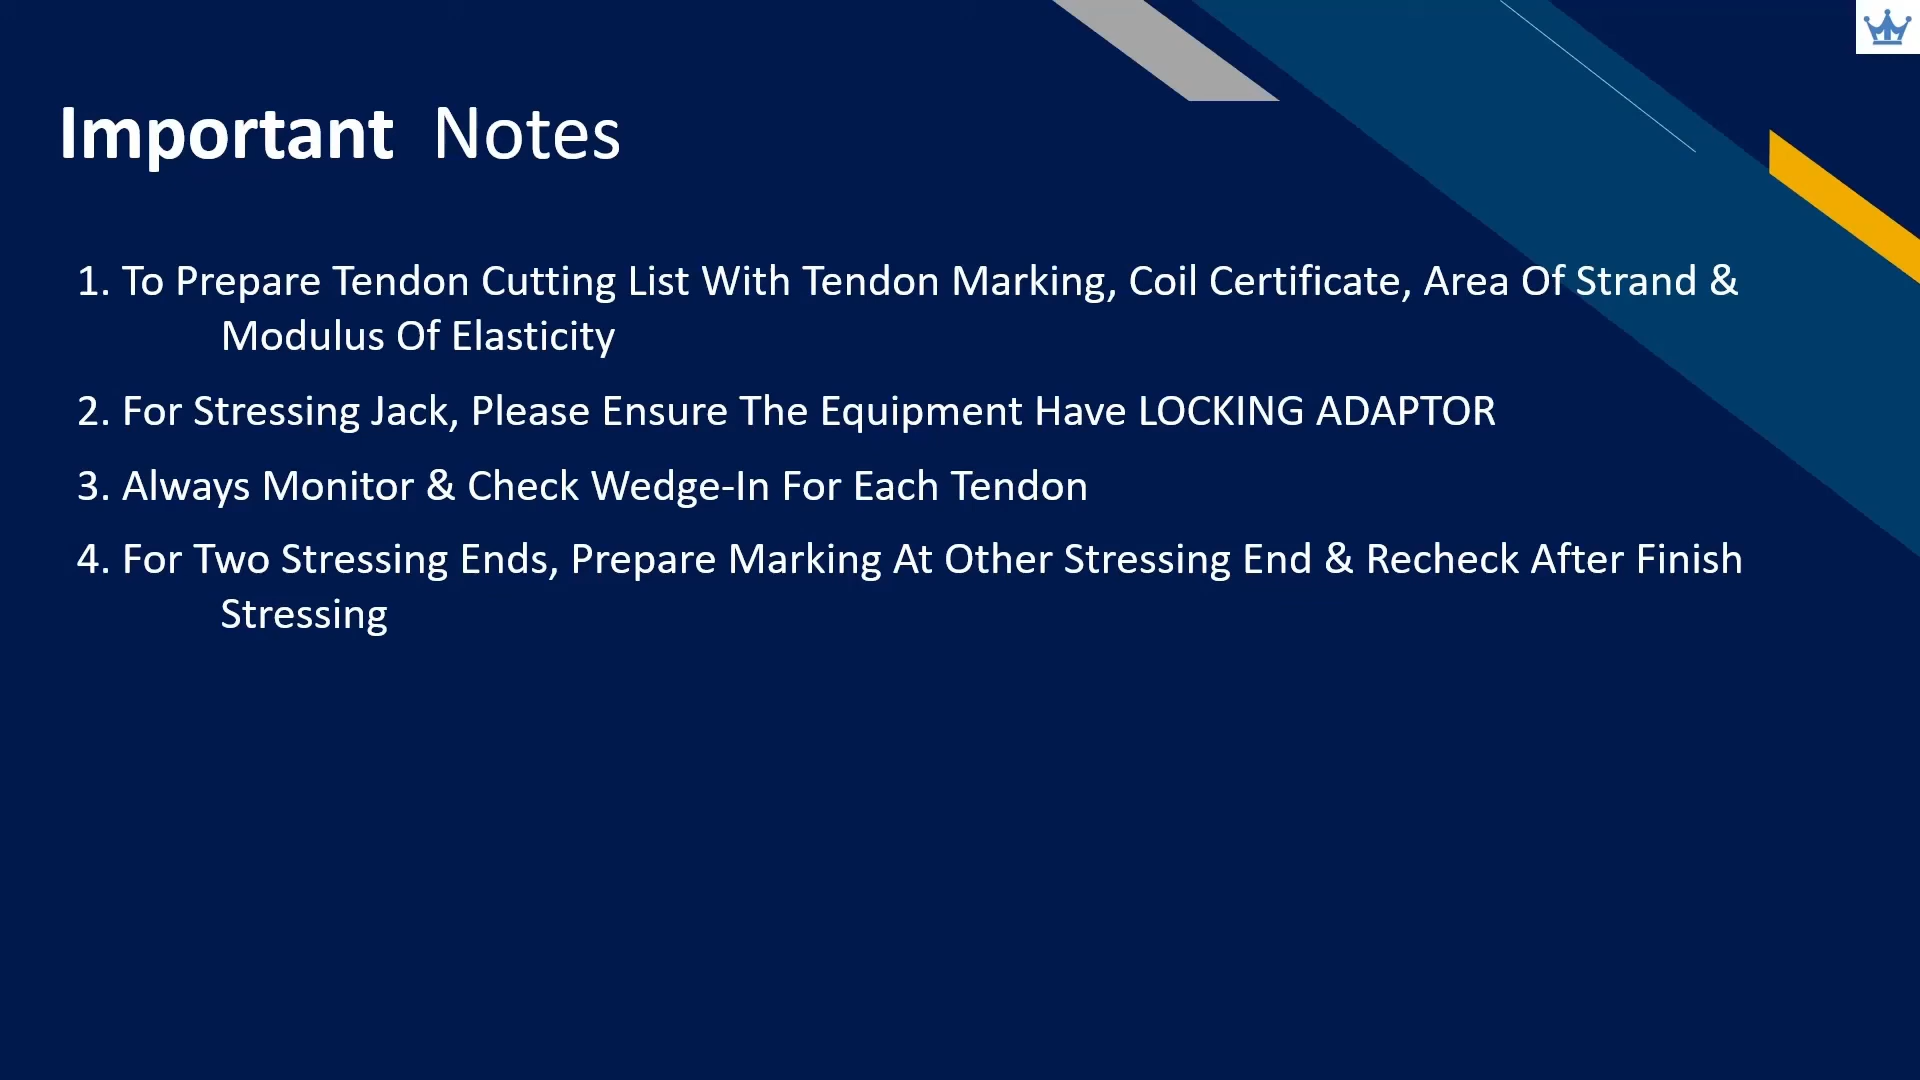 Important Notes
1. To Prepare Tendon Cutting List With Tendon Marking, Coil Certificate, Area Of Strand &
Modulus Of Elasticity
2. For Stressing Jack, Please Ensure The Equipment Have LOCKING ADAPTOR
3. Always Monitor & Check Wedge-In For Each Tendon
4. For Two Stressing Ends, Prepare Marking At Other Stressing End & Recheck After Finish
Stressing